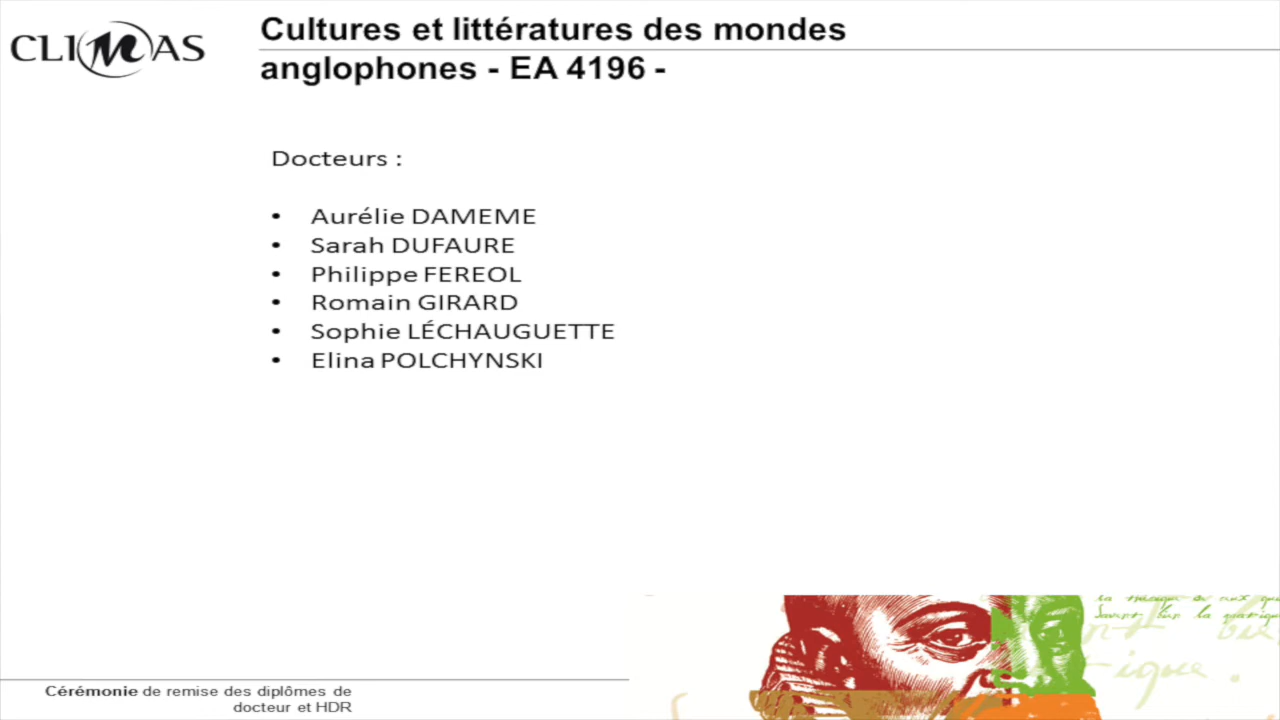 CLIMAS
Cultures et littératures des mondes
anglophones - EA 4196 -
Docteurs :
• Aurélie DAMEME
• Sarah DUFAURE
• Philippe FEREOL
• Romain GIRARD
• Sophie LÉCHAUGUETTE
• Elina POLCHYNSKI
Cérémonie de remise des diplômes de
docteur et HDR